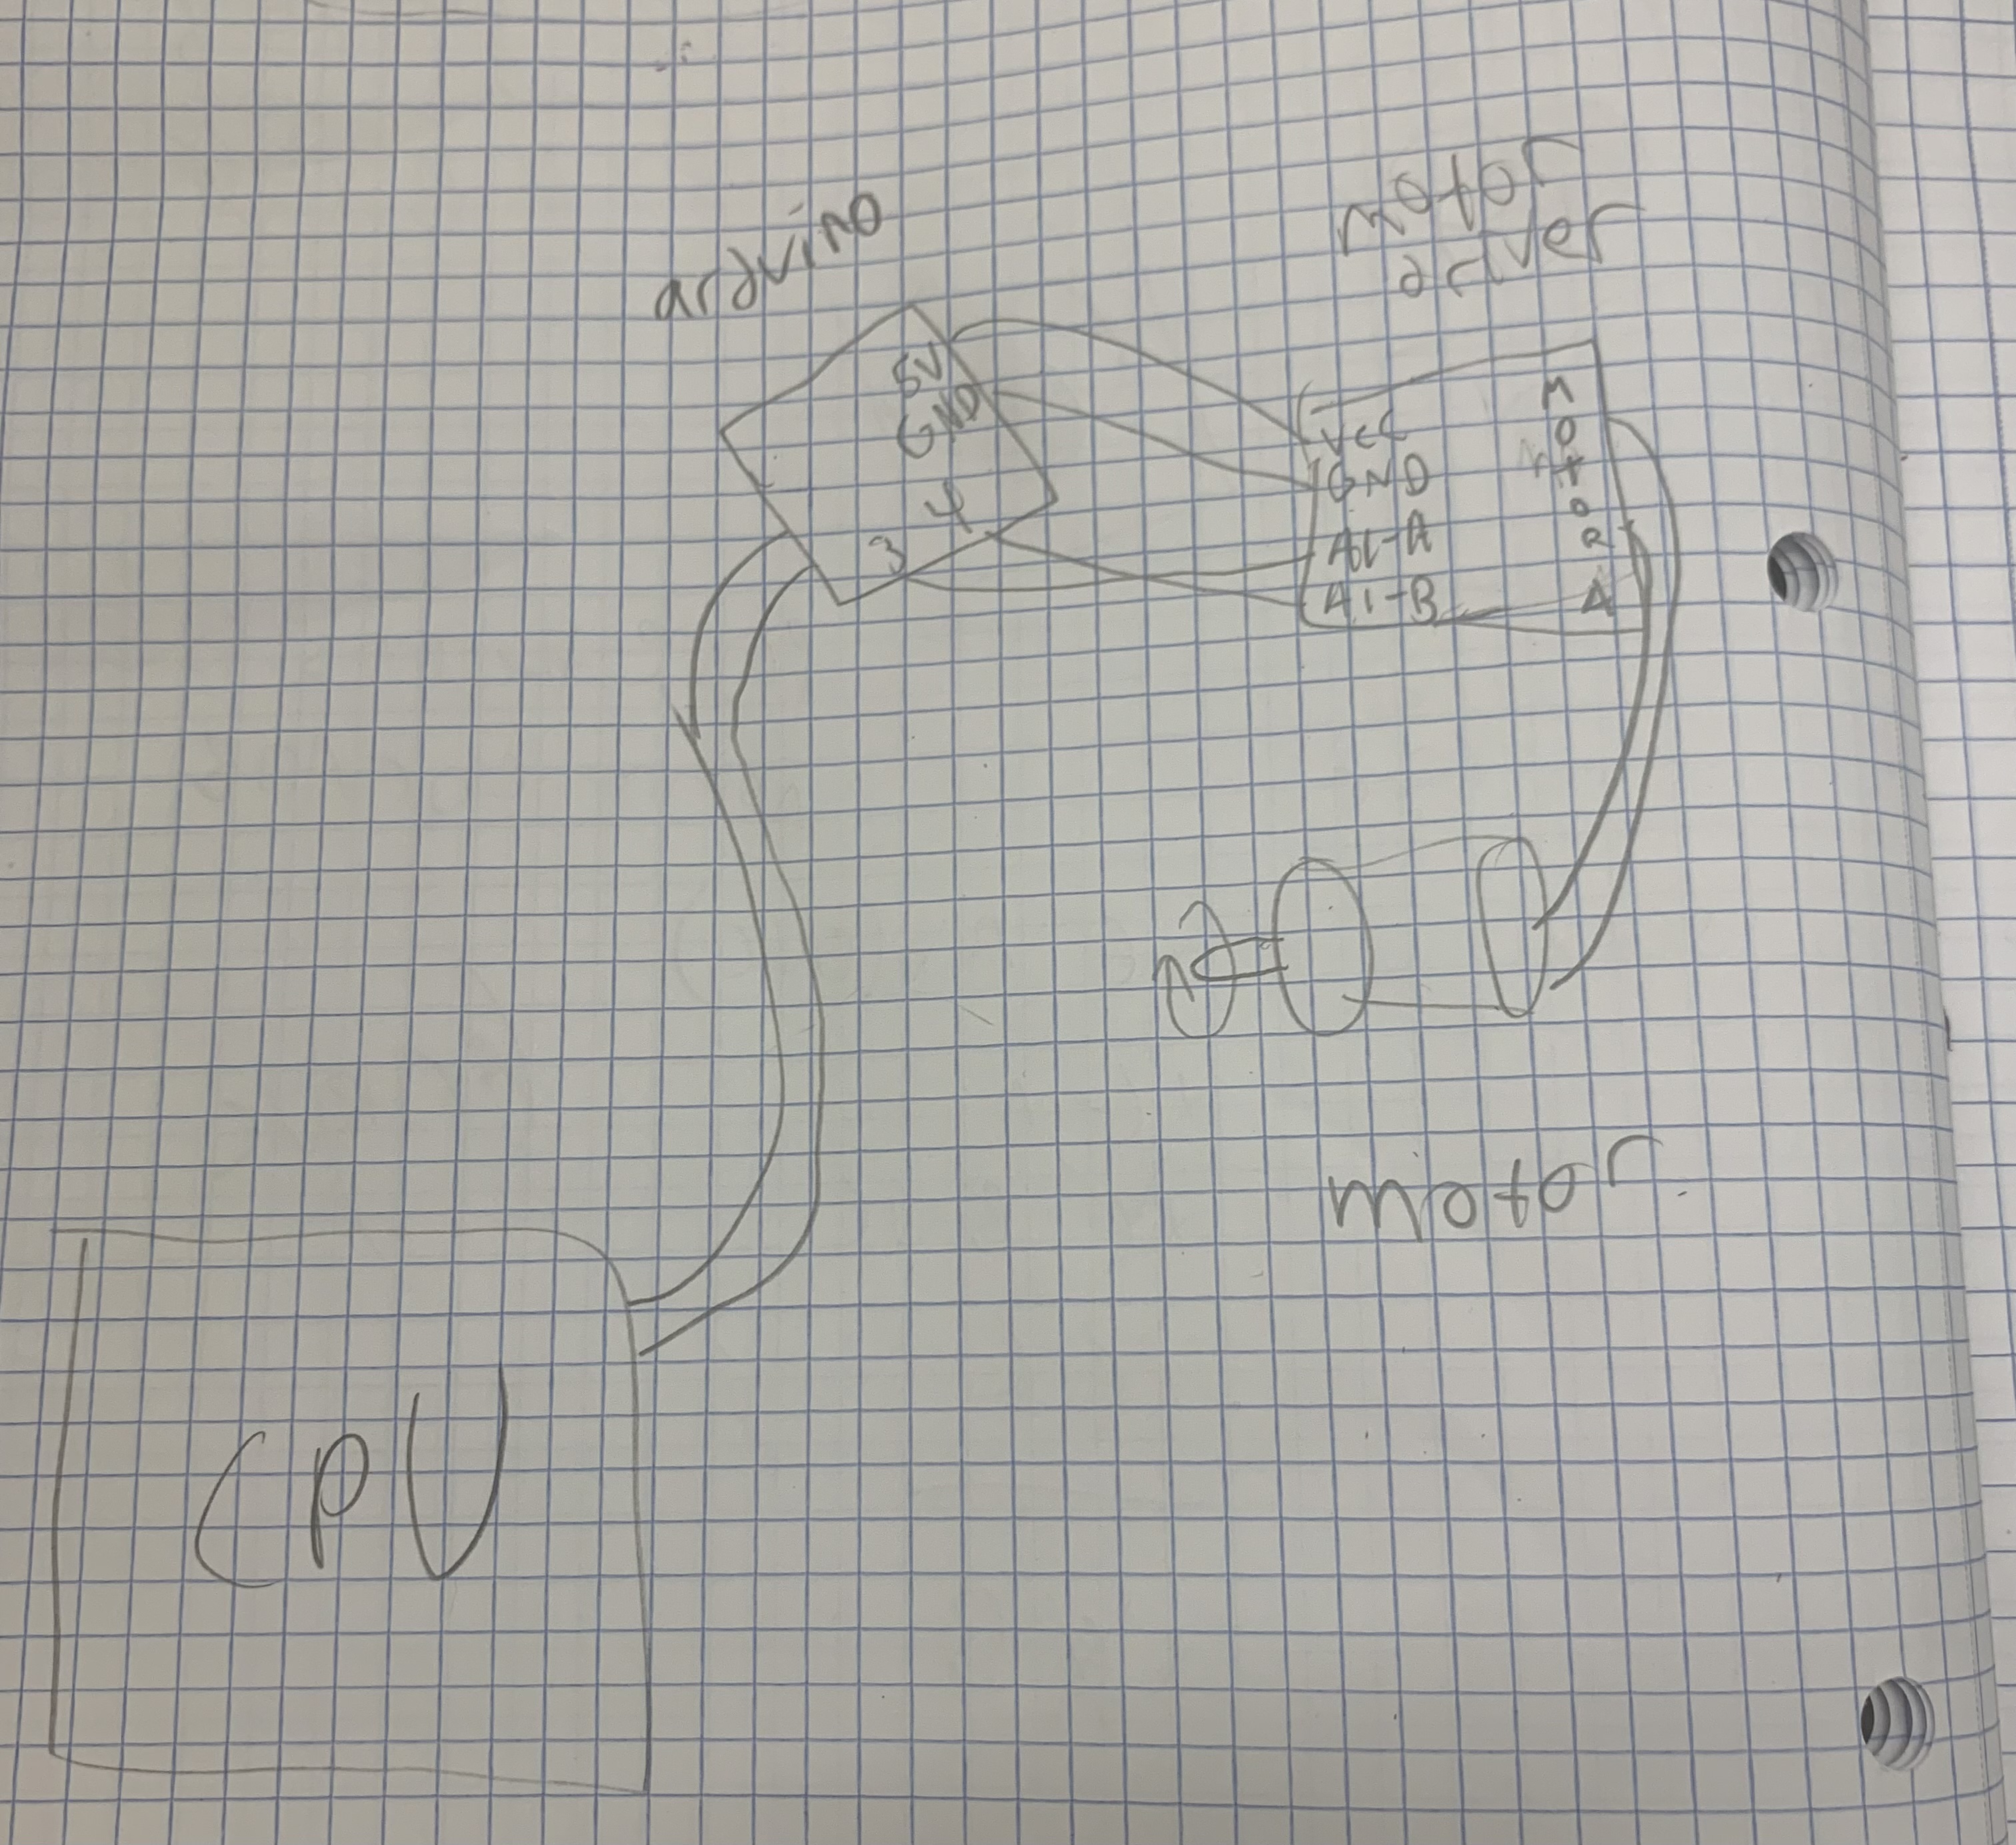 arduino
motor
driver
5V
GND
4
3
VCC
GND
A1-A
A1-B
MOtOR
A
motor
CPU